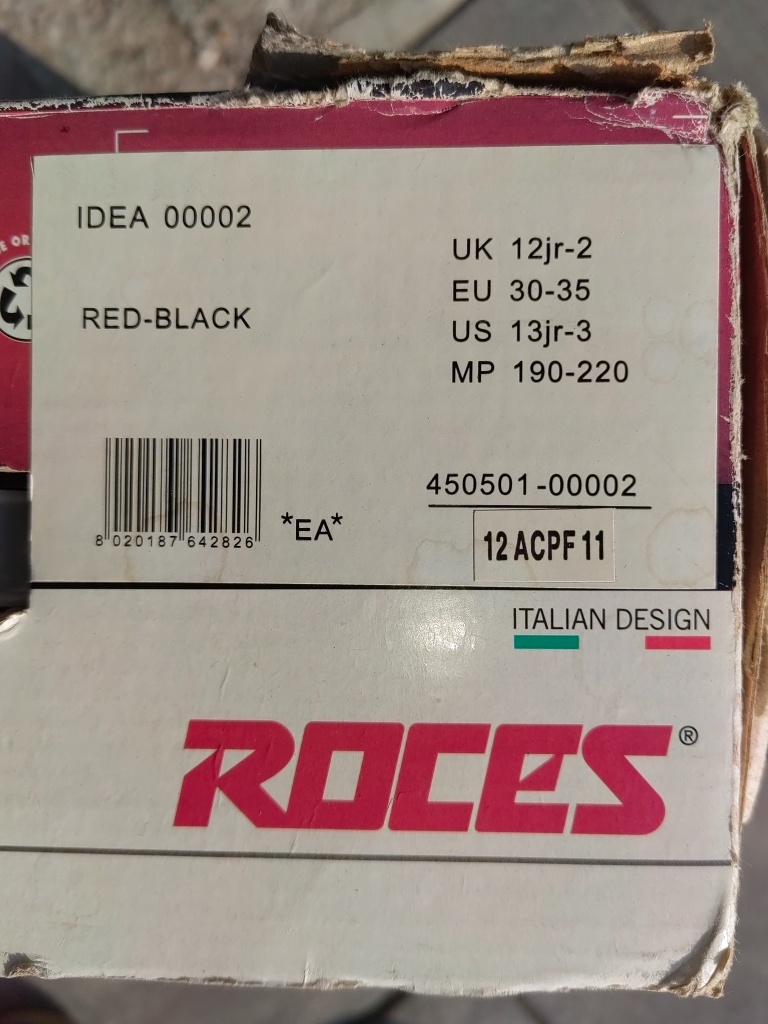 IDEA 00002
UK 12jr-2
EU 30-35
US 13jr-3
MP 190-220
RED-BLACK
450501-00002
8 020187 642826
*EA*
12 ACPF 11
ITALIAN DESIGN
ROCES®